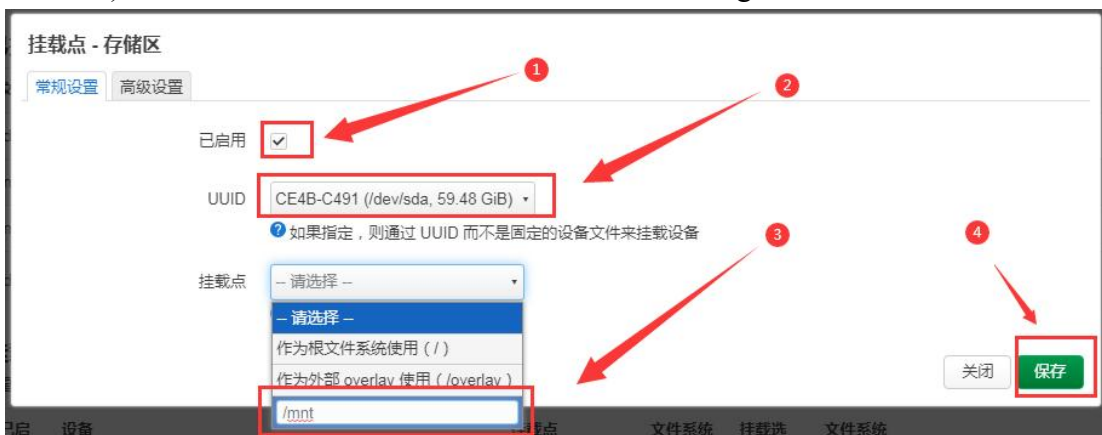 挂载点 - 存储区
常规设置 高级设置
1
2
已启用
UUID CE4B-C491 (/dev/sda, 59.48 GiB)
如果指定，则通过 UUID 而不是固定的设备文件来挂载设备
3
4
挂载点 -- 请选择 --
-- 请选择 --
作为根文件系统使用 ( / )
作为外部 overlay 使用 ( /overlay )
关闭 保存
/mnt
设备 文件系统 挂载选 文件系统